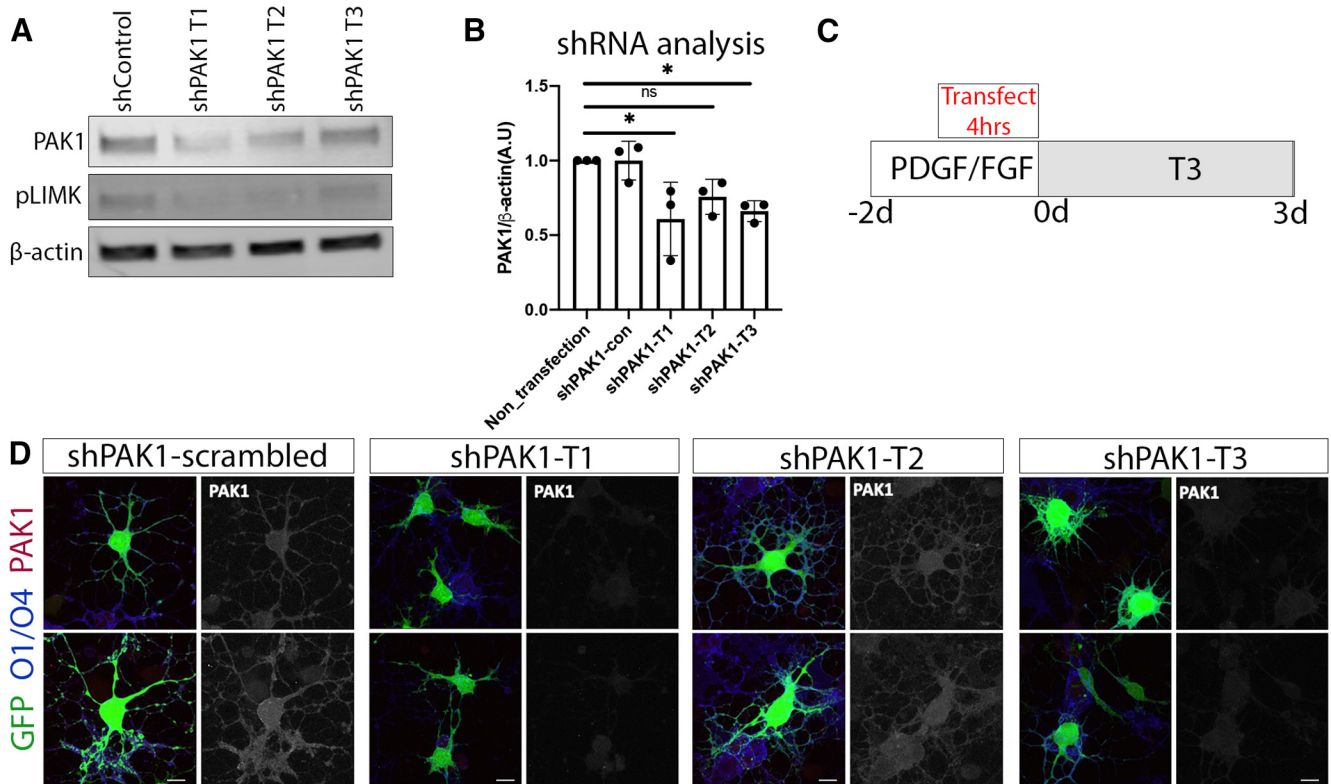 A
shControl
shPAK1 T1
shPAK1 T2
shPAK1 T3
PAK1
pLIMK
β-actin
B
shRNA analysis
*
ns
*
1.5
1.0
0.5
0.0
PAK1/β-actin(A.U)
Non_transfection
shPAK1-con
shPAK1-T1
shPAK1-T2
shPAK1-T3
C
Transfect
4hrs
PDGF/FGF
T3
-2d
0d
3d
D
shPAK1-scrambled
shPAK1-T1
shPAK1-T2
shPAK1-T3
GFP O1/O4 PAK1
PAK1
PAK1
PAK1
PAK1